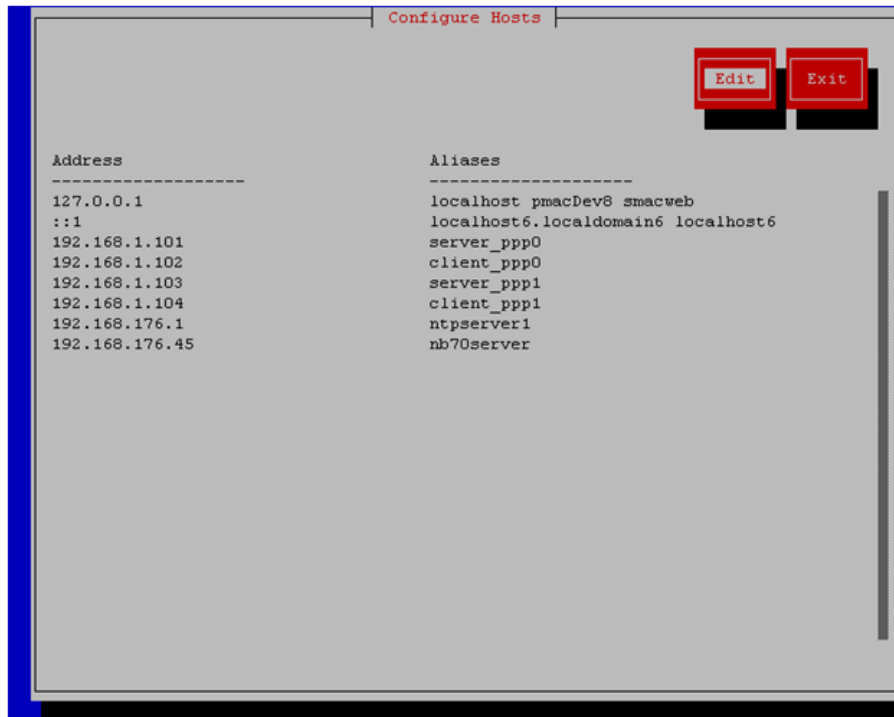 Configure Hosts
Edit Exit
Address Aliases
------------------- --------------------
127.0.0.1 localhost pmacDev8 smacweb
::1 localhost6.localdomain6 localhost6
192.168.1.101 server_ppp0
192.168.1.102 client_ppp0
192.168.1.103 server_ppp1
192.168.1.104 client_ppp1
192.168.176.1 ntpserver1
192.168.176.45 nb70server